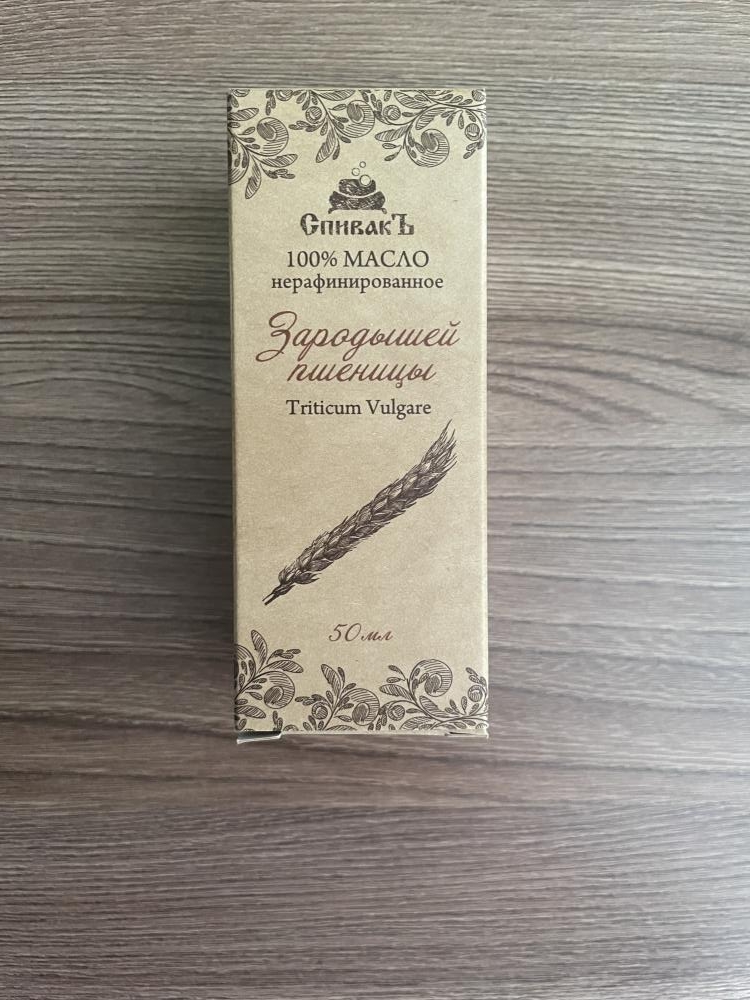 СпивакЪ
100% МАСЛО
нерафинированное
Зародышей
пшеницы
Triticum Vulgare
50 мл